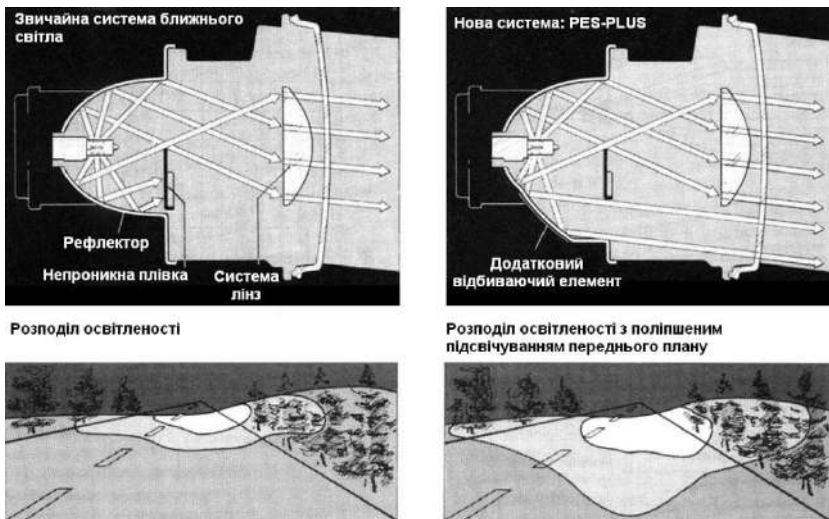 Звичайна система ближнього
світла
Рефлектор
Непроникна плівка
Система
лінз
Нова система: PES-PLUS
Додатковий
відбиваючий елемент
Розподіл освітленості
Розподіл освітленості з поліпшеним
підсвічуванням переднього плану